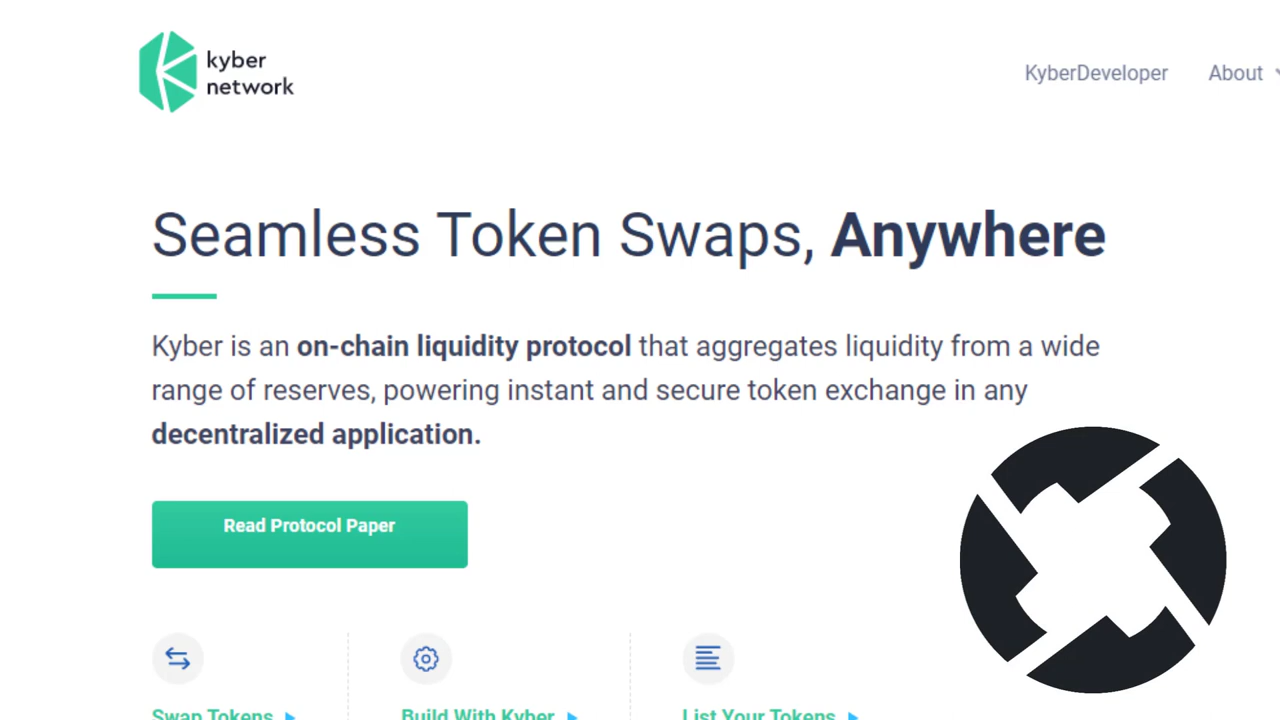 kyber
network
KyberDeveloper
About
Seamless Token Swaps, Anywhere
Kyber is an on-chain liquidity protocol that aggregates liquidity from a wide
range of reserves, powering instant and secure token exchange in any
decentralized application.
Read Protocol Paper
Swap Tokens
Build With Kyber
List Your Tokens